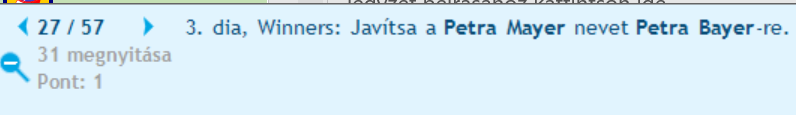 27 / 57 3. dia, Winners: Javítsa a Petra Mayer nevet Petra Bayer-re.
31 megnyitása
Pont: 1